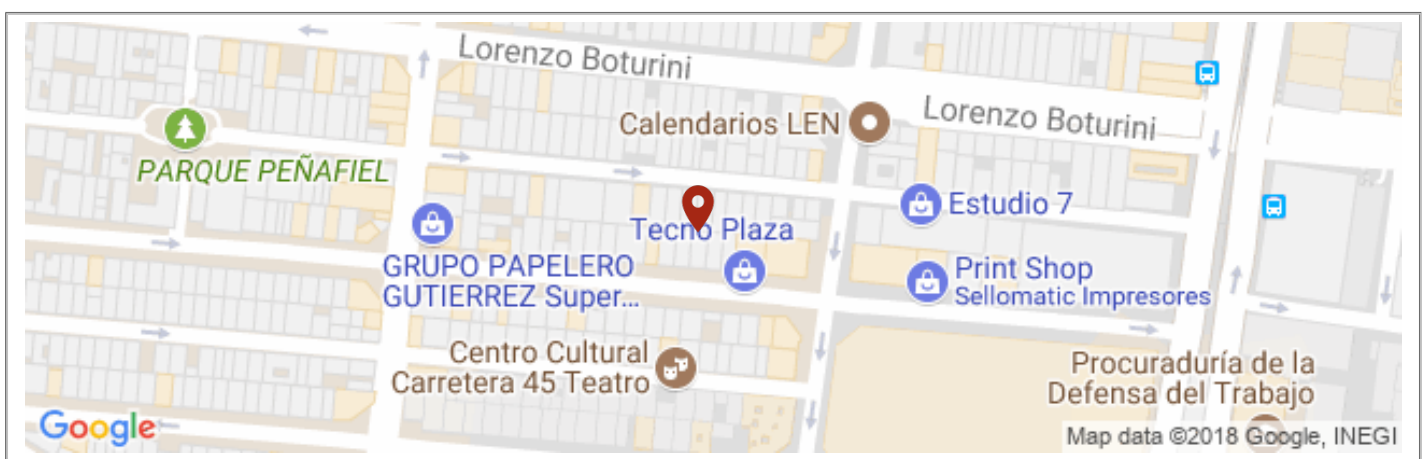 Lorenzo Boturini
Calendarios LEN
Lorenzo Boturini
PARQUE PEÑAFIEL
Estudio 7
Tecno Plaza
GRUPO PAPELERO
GUTIERREZ Super...
Print Shop
Sellomatic Impresores
Centro Cultural
Carretera 45 Teatro
Procuraduría de la
Defensa del Trabajo
Google
Map data ©2018 Google, INEGI